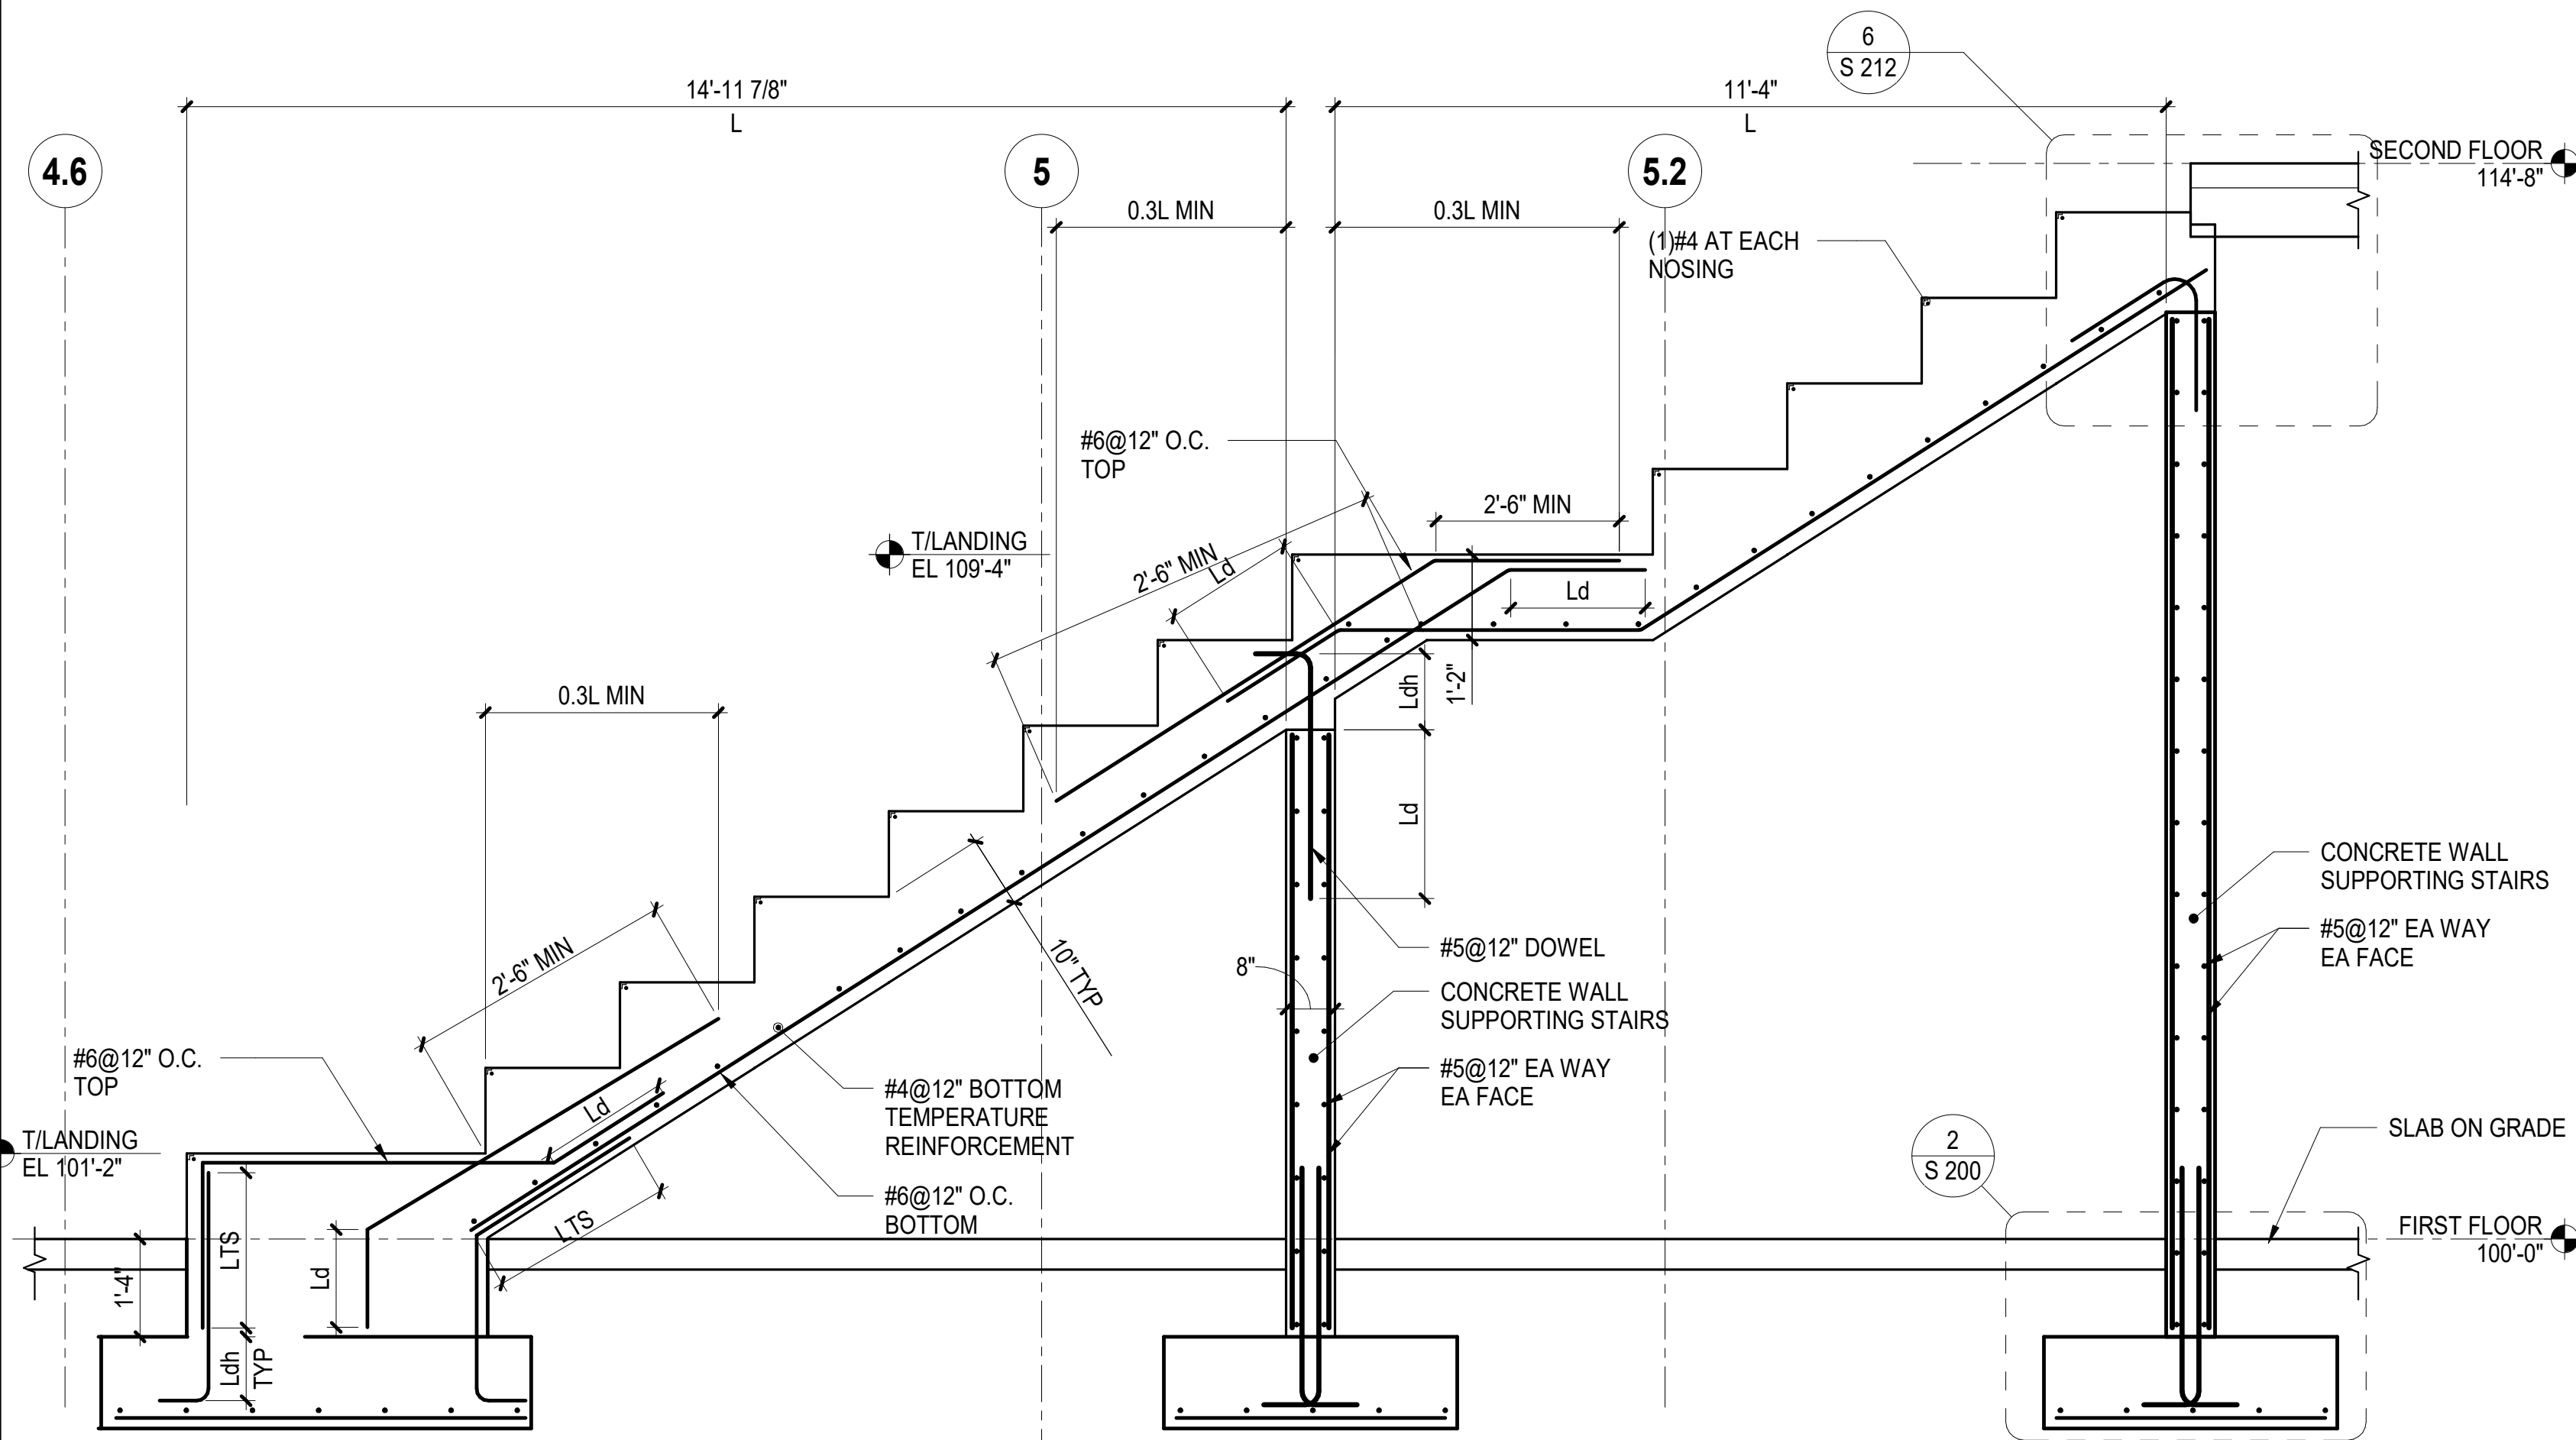 6
S 212
14'-11 7/8"
L
11'-4"
L
4.6
5
5.2
SECOND FLOOR
114'-8"
0.3L MIN
0.3L MIN
(1)#4 AT EACH
NOSING
#6@12" O.C.
TOP
2'-6" MIN
T/LANDING
EL 109'-4"
2'-6" MIN
Ld
Ld
0.3L MIN
Ldh
1'-2"
Ld
CONCRETE WALL
SUPPORTING STAIRS
#5@12" EA WAY
EA FACE
2'-6" MIN
10" TYP
#5@12" DOWEL
8"
CONCRETE WALL
SUPPORTING STAIRS
#5@12" EA WAY
EA FACE
#6@12" O.C.
TOP
#4@12" BOTTOM
TEMPERATURE
REINFORCEMENT
Ld
T/LANDING
EL 101'-2"
2
S 200
SLAB ON GRADE
#6@12" O.C.
BOTTOM
LTS
LTS
FIRST FLOOR
100'-0"
1'-4"
Ld
Ldh
TYP